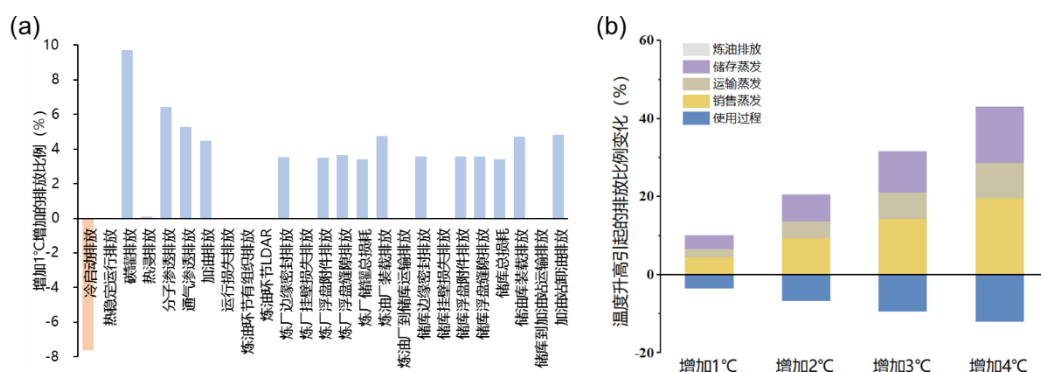 (a)
增加1℃增加的排放比例(%)
10
8
6
4
2
0
-2
-4
-6
-8
冷启动排放
热稳定运行排放
碳罐排放
热浸排放
分子渗透排放
通气渗透排放
加油排放
运行损失排放
炼油环节有组织排放
炼油环节LDAR
炼厂边缘密封排放
炼厂挂壁损失排放
炼厂浮盘附件排放
炼厂浮盘缝隙排放
炼厂储罐总损耗
炼油厂装载排放
炼油厂到储库运输排放
储库边缘密封排放
储库挂壁损失排放
储库浮盘附件排放
储库浮盘缝隙排放
储库总损耗
储油库装载排放
储库到加油站运输排放
加油站卸油排放
(b)
温度升高引起的排放比例变化(%)
60
40
20
0
-20
炼油排放
储存蒸发
运输蒸发
销售蒸发
使用过程
增加1℃
增加2℃
增加3℃
增加4℃